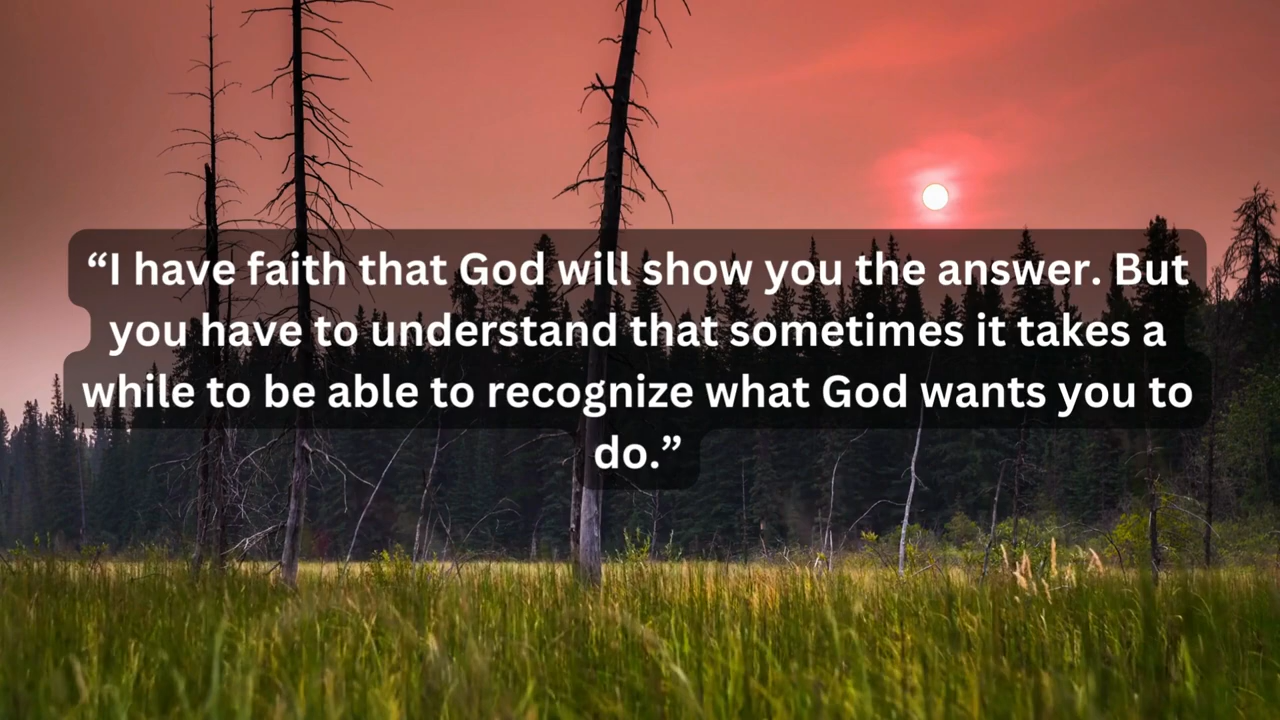 “I have faith that God will show you the answer. But
you have to understand that sometimes it takes a
while to be able to recognize what God wants you to
do.”